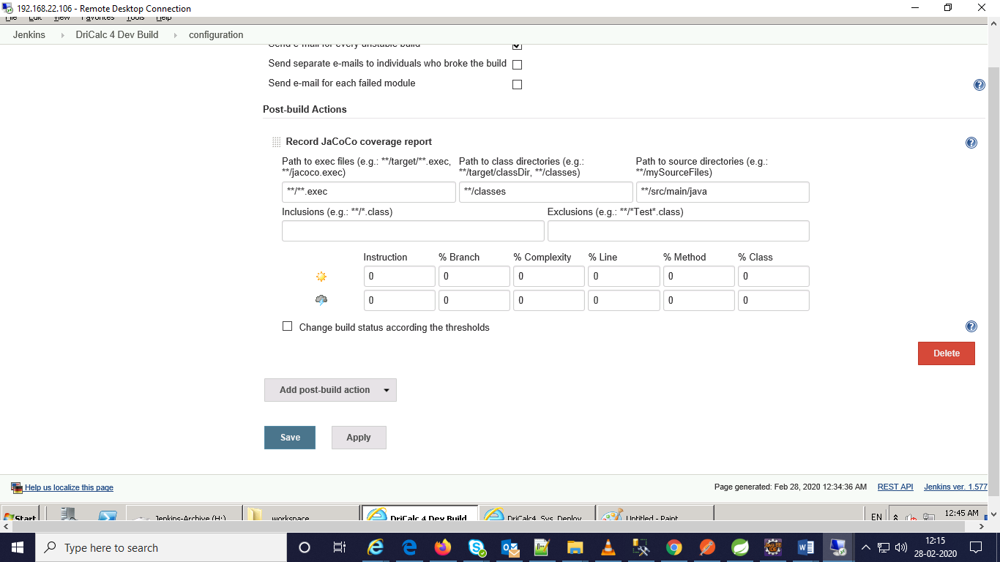 192.168.22.106 - Remote Desktop Connection
File Edit View Favorites Tools Help
Jenkins DriCalc 4 Dev Build configuration
Send e-mail for every unstable build
Send separate e-mails to individuals who broke the build
Send e-mail for each failed module
Post-build Actions
Record JaCoCo coverage report
Path to exec files (e.g.: **/target/**.exec, **/jacoco.exec)
Path to class directories (e.g.: **/target/classDir, **/classes)
Path to source directories (e.g.: **/mySourceFiles)
**/**.exec **/classes **/src/main/java
Inclusions (e.g.: **/*.class) Exclusions (e.g.: **/*Test*.class)
Instruction % Branch % Complexity % Line % Method % Class
0 0 0 0 0 0
0 0 0 0 0 0
Change build status according the thresholds
Delete
Add post-build action
Save Apply
Help us localize this page Page generated: Feb 28, 2020 12:34:36 AM REST API Jenkins ver. 1.577
Start Jenkins-Archive (H:) workspace DriCalc 4 Dev Build DriCalc4_Sys_Deploy Untitled - Paint EN 12:45 AM
Type here to search
12:15
28-02-2020